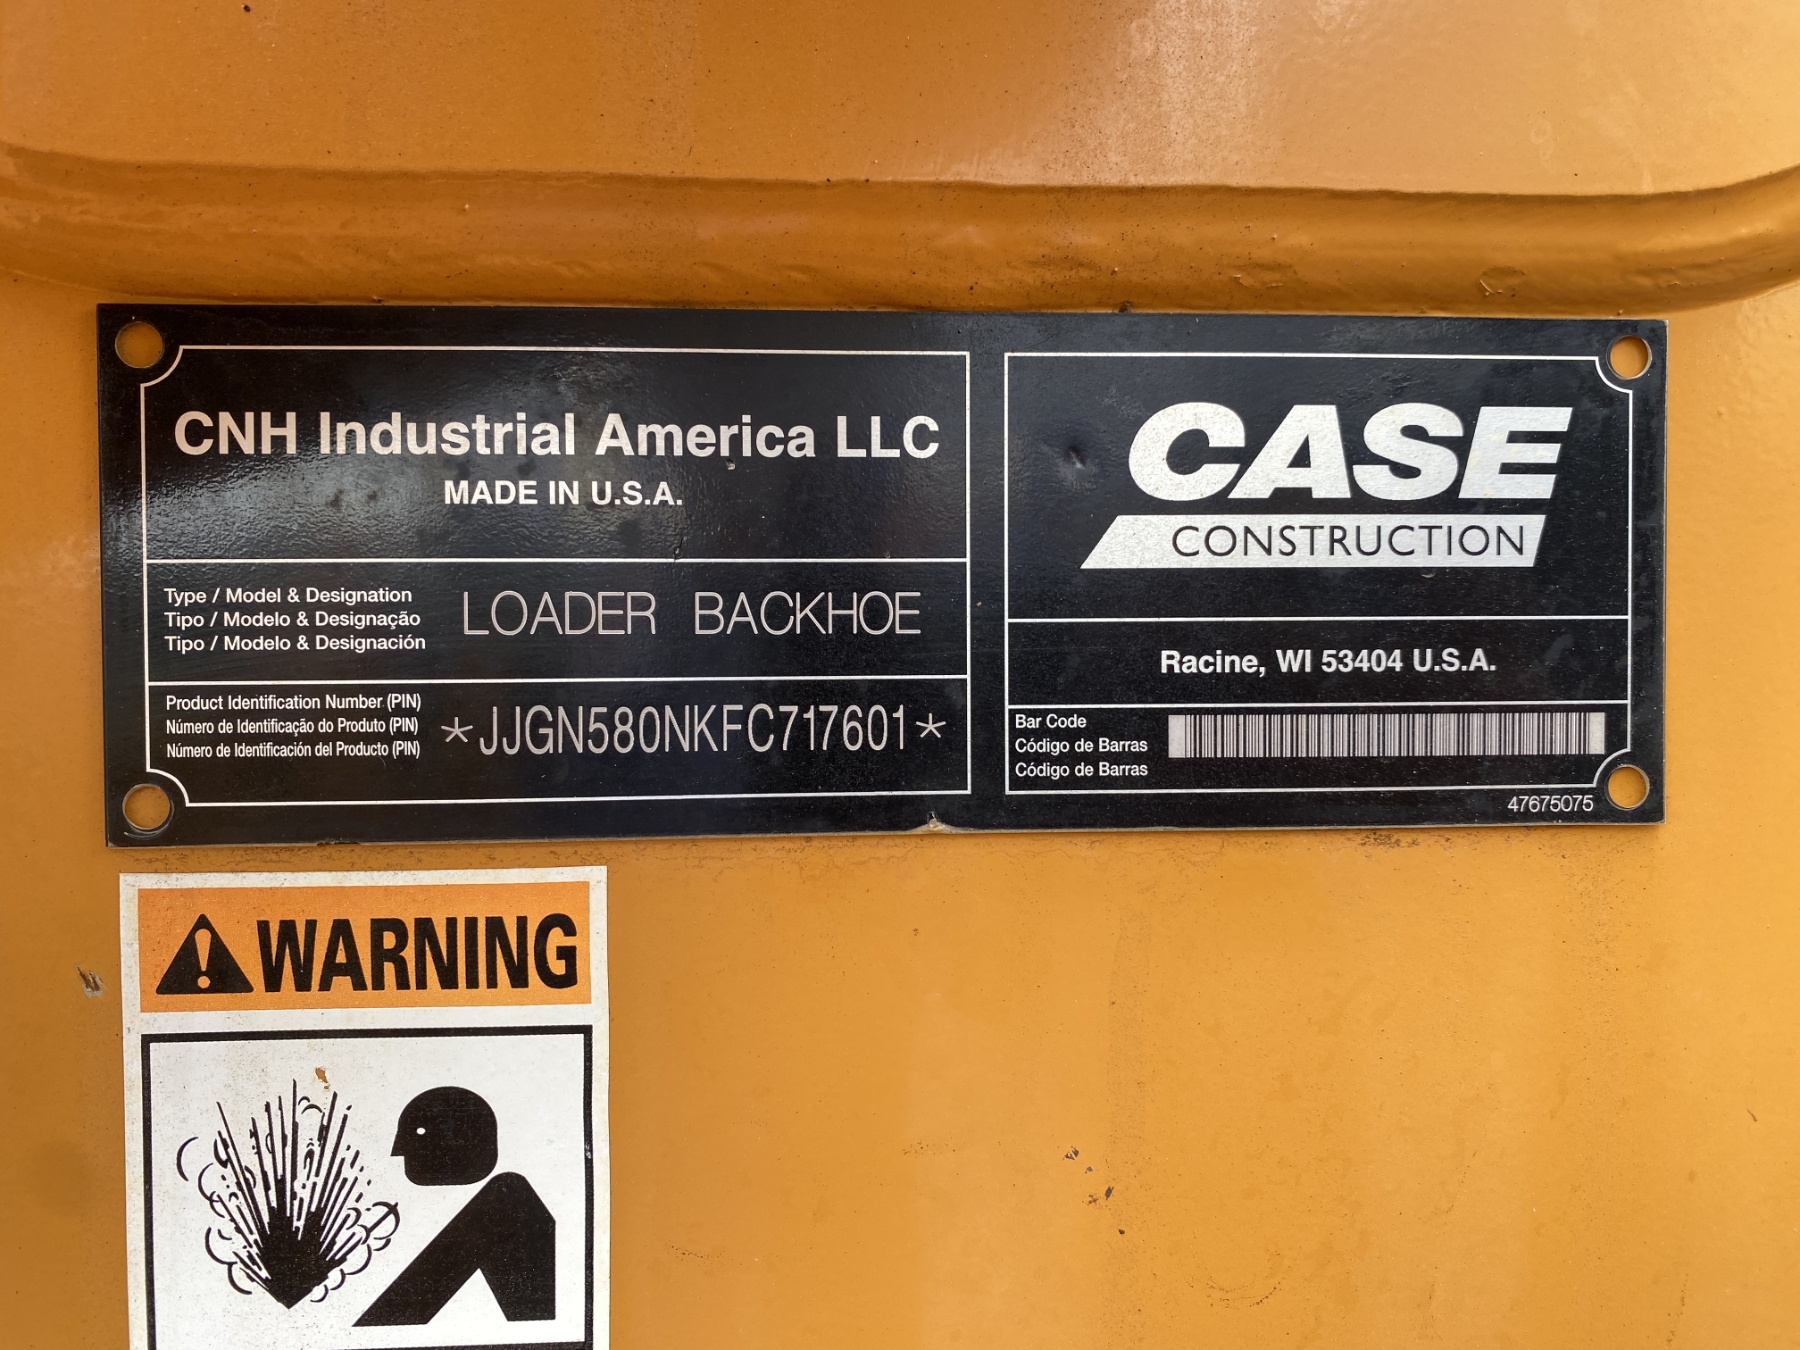 CNH Industrial America LLC
MADE IN U.S.A.
Type / Model & Designation
Tipo / Modelo & Designação
Tipo / Modelo & Designación
LOADER BACKHOE
Product Identification Number (PIN)
Número de Identificação do Produto (PIN)
Número de Identificación del Producto (PIN)
*JJGN580NKFC717601*
CASE
CONSTRUCTION
Racine, WI 53404 U.S.A.
Bar Code
Código de Barras
Código de Barras
47675075
WARNING